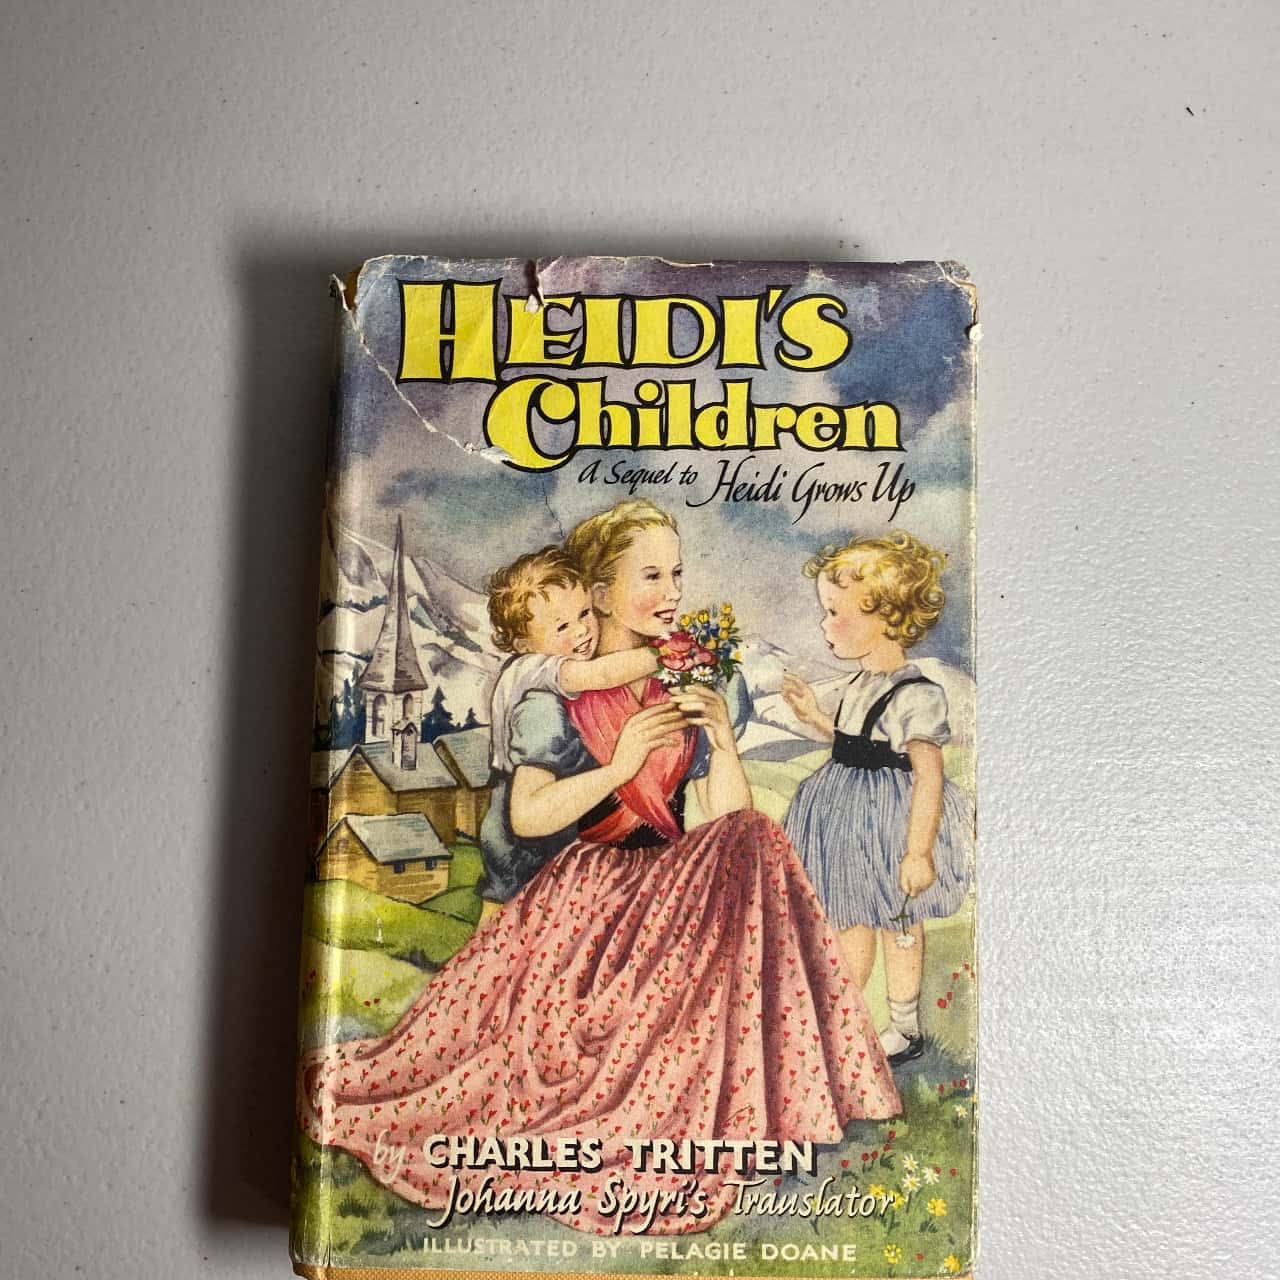 HEIDI'S
Children
A Sequel to Heidi Grows Up
by CHARLES TRITTEN
Johanna Spyri's Translator
ILLUSTRATED BY PELAGIE DOANE